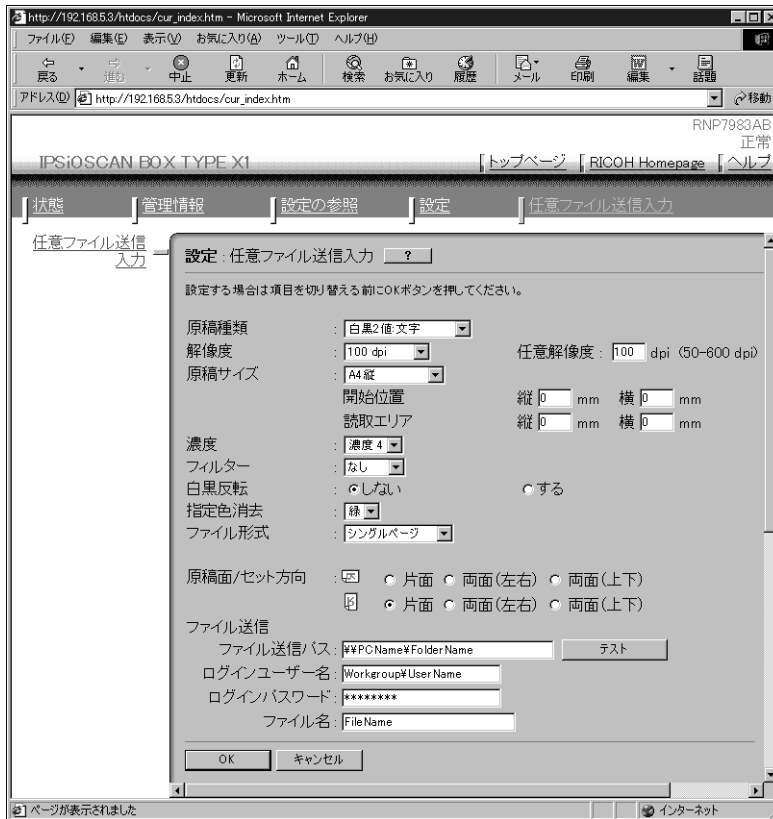 http://192.168.5.3/htdocs/cur_index.htm - Microsoft Internet Explorer
ファイル(F) 編集(E) 表示(V) お気に入り(A) ツール(T) ヘルプ(H)
戻る 進む 中止 更新 ホーム 検索 お気に入り 履歴 メール 印刷 編集 話題
アドレス(D) http://192.168.5.3/htdocs/cur_index.htm 移動
RNP7983AB
正常
IPSiOSCAN BOX TYPE X1 [トップページ [RICOH Homepage [ヘルプ
状態 管理情報 設定の参照 設定 任意ファイル送信入力
任意ファイル送信
入力
設定 : 任意ファイル送信入力 ?
設定する場合は項目を切り替える前にOKボタンを押してください。
原稿種類 : 白黒2値:文字
解像度 : 100 dpi 任意解像度 : 100 dpi (50-600 dpi)
原稿サイズ : A4縦
開始位置 縦 0 mm 横 0 mm
読取エリア 縦 0 mm 横 0 mm
濃度 : 濃度 4
フィルター : なし
白黒反転 : しない する
指定色消去 : 緑
ファイル形式 : シングルページ
原稿面/セット方向 : 片面 両面(左右) 両面(上下)
片面 両面(左右) 両面(上下)
ファイル送信
ファイル送信パス : ¥¥PCName¥FolderName テスト
ログインユーザー名 : Workgroup¥UserName
ログインパスワード : ********
ファイル名 : FileName
OK キャンセル
ページが表示されました インターネット